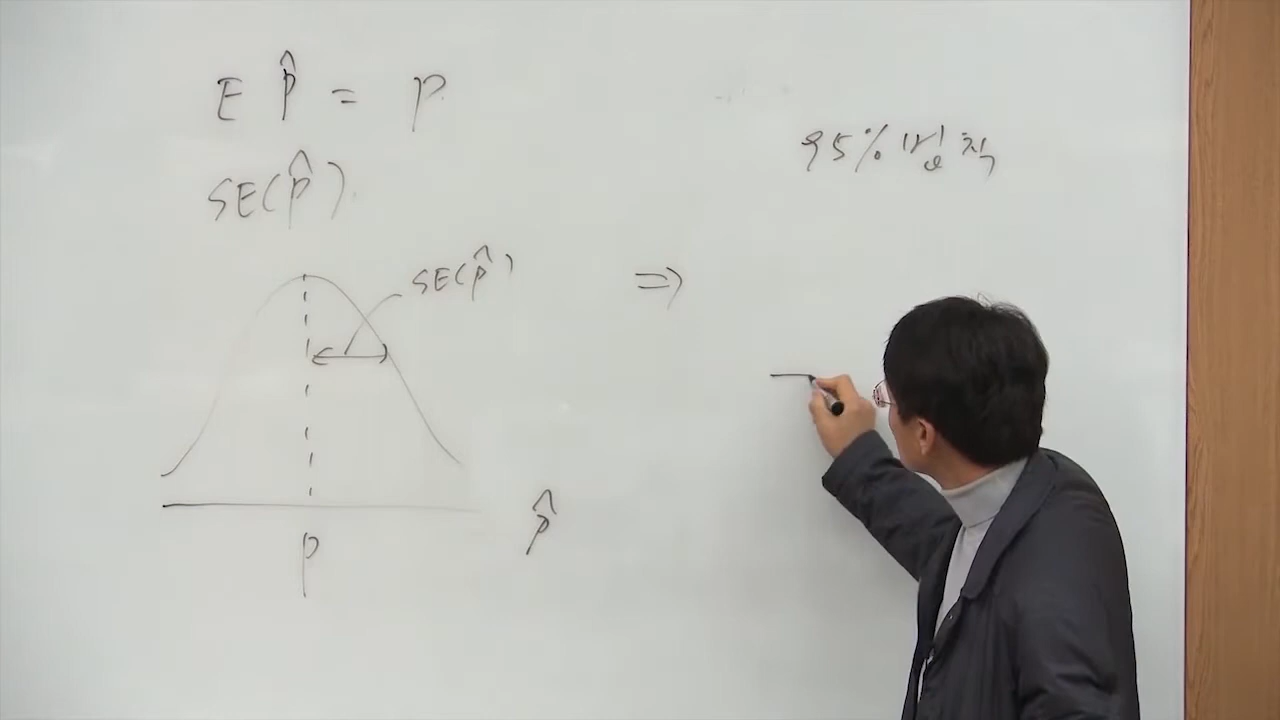 E p̂ = p
SE(p̂)
SE(p̂)
p
p̂
⇒
95% 법칙